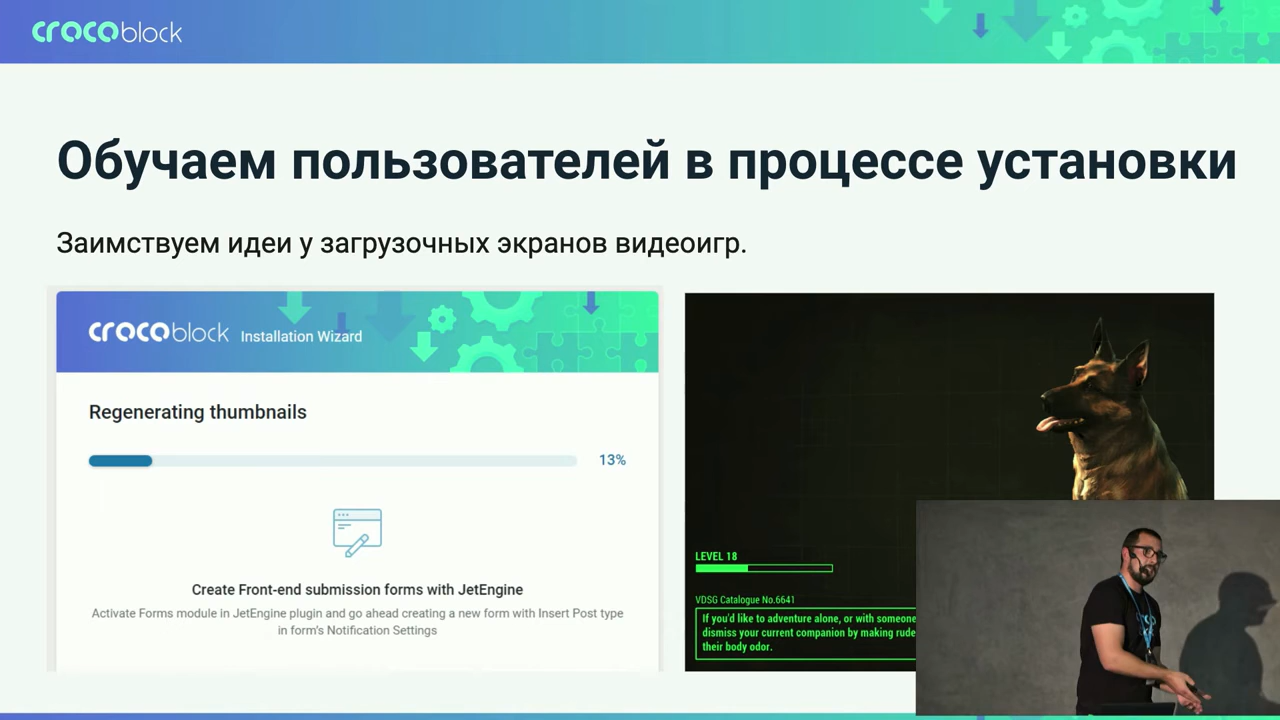 crocoblock
Обучаем пользователей в процессе установки
Заимствуем идеи у загрузочных экранов видеоигр.
crocoblock Installation Wizard
Regenerating thumbnails
13%
Create Front-end submission forms with JetEngine
Activate Forms module in JetEngine plugin and go ahead creating a new form with Insert Post type
in form's Notification Settings
LEVEL 18
VDSG Catalogue No.6641
If you'd like to adventure alone, or with someone
dismiss your current companion by making rude
their body odor.